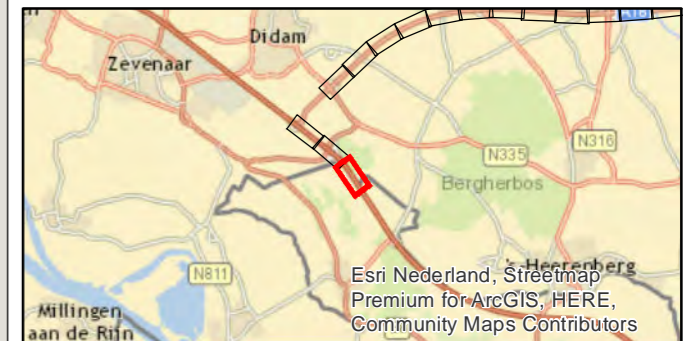 A18
Didam
Zevenaar
N316
N335
Bergherbos
N811
's-Heerenberg
Esri Nederland, Streetmap
Premium for ArcGIS, HERE,
Community Maps Contributors
Millingen
aan de Rijn